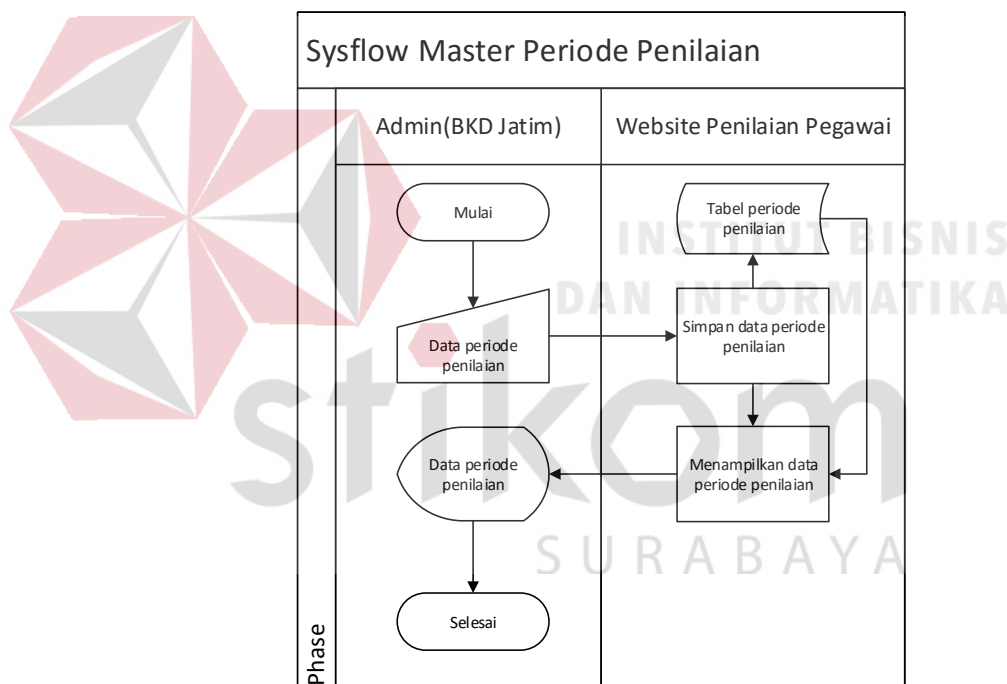 Sysflow Master Periode Penilaian
Admin(BKD Jatim)
Website Penilaian Pegawai
Mulai
Tabel periode
penilaian
Data periode
penilaian
Simpan data periode
penilaian
Data periode
penilaian
Menampilkan data
periode penilaian
Selesai
Phase
INSTITUT BISNIS
DAN INFORMATIKA
stikom
SURABAYA